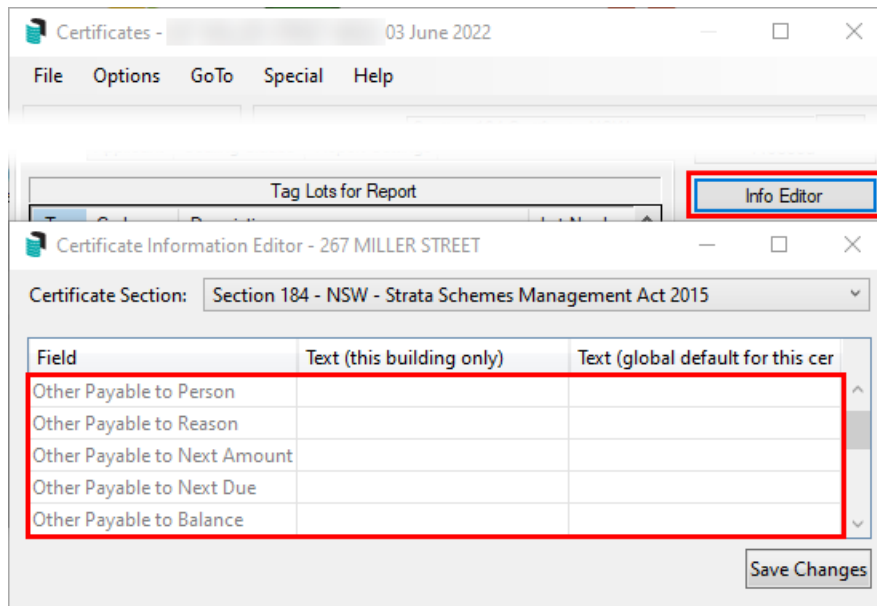 Certificates - 03 June 2022
File Options GoTo Special Help
Tag Lots for Report
Info Editor
Certificate Information Editor - 267 MILLER STREET
Certificate Section: Section 184 - NSW - Strata Schemes Management Act 2015
Field Text (this building only) Text (global default for this cer
Other Payable to Person
Other Payable to Reason
Other Payable to Next Amount
Other Payable to Next Due
Other Payable to Balance
Save Changes